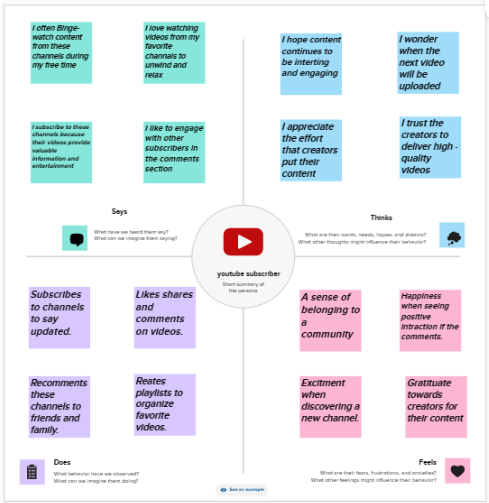 I often Binge-
watch content
from these
channels during
my free time
I love watching
videos from my
favorite
channals to
unwind and
relax
I hope content
continues to
be interting
and engaging
I wonder
when the
next video
will be
uploaded
I subscribe to these
channels because
their videos provide
valuable
information and
entertainment
I like to engage
with other
subscribers in
the comments
section
I appreciate
the effort
that creators
put their
content
I trust the
creators to
deliver high -
quality
videos
Says
What have we heard them say?
What can we imagine them saying?
Thinks
What are their wants, needs, hopes, and dreams?
What other thoughts might influence their behavior?
youtube subscriber
Short summery of
the persona
Subscribes
to channels
to say
updated.
Likes shares
and
comments
on videos.
A sense of
belonging to
a
community
Happiness
when seeing
positive
intraction if the
comments.
Recomments
these
channels to
friends and
family.
Reates
playlists to
organize
favorite
videos.
Excitment
when
discovering a
new channel.
Gratituate
towards
creators for
their content
Does
What behavior have we observed?
What can we imagine them doing?
Feels
What are their fears, frustrations, and anxieties?
What other feelings might influence their behavior?
See an example